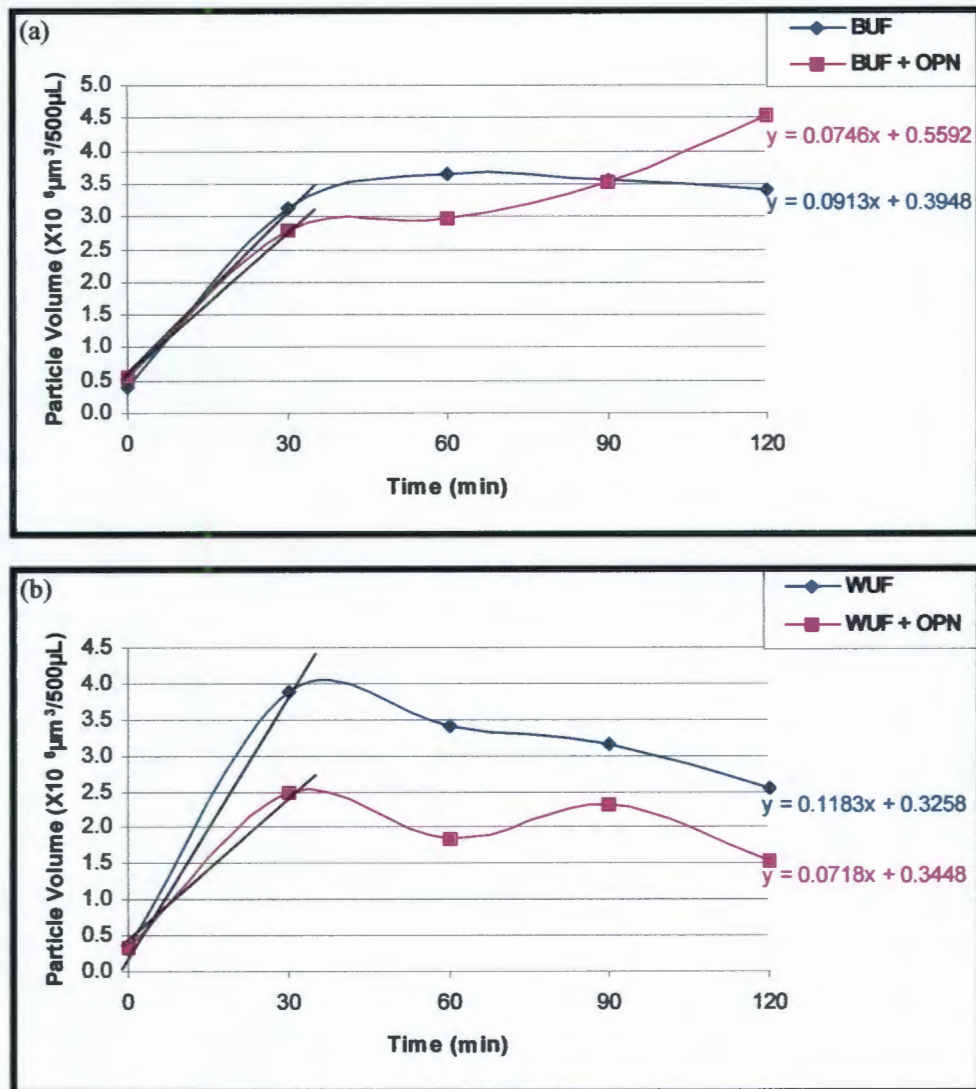 (a)
BUF
BUF + OPN
Particle Volume (X10 ⁶µm³/500µL)
5.0
4.5
4.0
3.5
3.0
2.5
2.0
1.5
1.0
0.5
0.0
y = 0.0746x + 0.5592
y = 0.0913x + 0.3948
0 30 60 90 120
Time (min)
(b)
WUF
WUF + OPN
Particle Volume (X10 ⁶µm³/500µL)
4.5
4.0
3.5
3.0
2.5
2.0
1.5
1.0
0.5
0.0
y = 0.1183x + 0.3258
y = 0.0718x + 0.3448
0 30 60 90 120
Time (min)